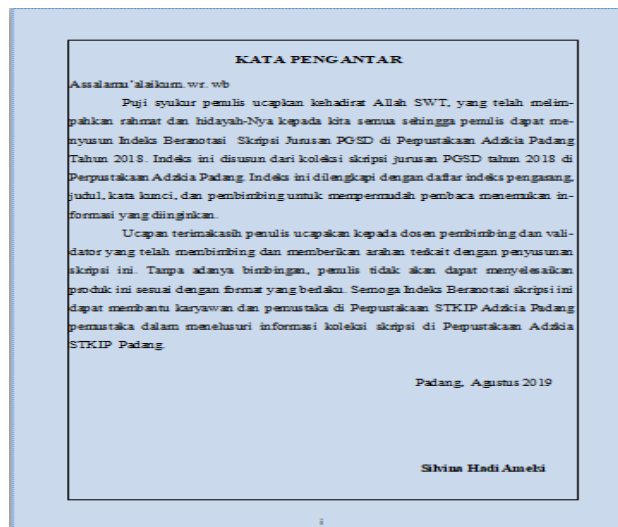 KATA PENGANTAR
Assalamu'alaikum. wr. wb
Puji syukur penulis ucapkan kehadirat Allah SWT, yang telah melim-
pahkan rahmat dan hidayah-Nya kepada kita semua sehingga penulis dapat me-
nyusun Indeks Beranotasi Skripsi Jurusan PGSD di Perpustakaan Adzkia Padang
Tahun 2018. Indeks ini disusun dari koleksi skripsi jurusan PGSD tahun 2018 di
Perpustakaan Adzkia Padang. Indeks ini dilengkapi dengan daftar indeks pengarang,
judul, kata kunci, dan pembimbing untuk mempermudah pembaca menemukan in-
formasi yang diinginkan.
Ucapan terimakasih penulis ucapakan kepada dosen pembimbing dan vali-
dator yang telah membimbing dan memberikan arahan terkait dengan penyusunan
skripsi ini. Tanpa adanya bimbingan, penulis tidak akan dapat menyelesaikan
produk ini sesuai dengan format yang berlaku. Semoga Indeks Beranotasi skripsi ini
dapat membantu karyawan dan pemustaka di Perpustakaan STKIP Adzkia Padang
pemustaka dalam menelusuri informasi koleksi skripsi di Perpustakaan Adzkia
STKIP Padang.
Padang, Agustus 2019
Silvina Hadi Amelsi